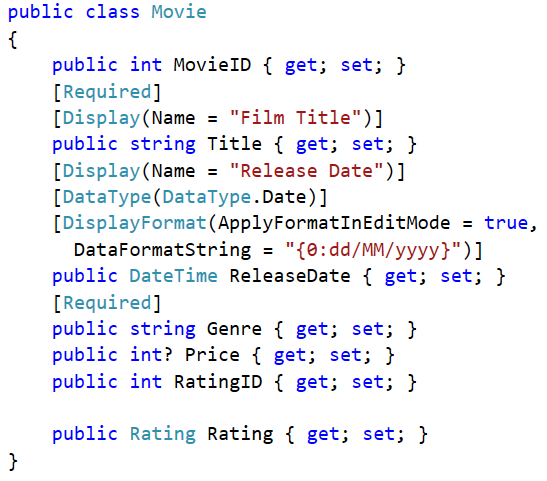 public class Movie
{
    public int MovieID { get; set; }
    [Required]
    [Display(Name = "Film Title")]
    public string Title { get; set; }
    [Display(Name = "Release Date")]
    [DataType(DataType.Date)]
    [DisplayFormat(ApplyFormatInEditMode = true,
      DataFormatString = "{0:dd/MM/yyyy}")]
    public DateTime ReleaseDate { get; set; }
    [Required]
    public string Genre { get; set; }
    public int? Price { get; set; }
    public int RatingID { get; set; }

    public Rating Rating { get; set; }
}